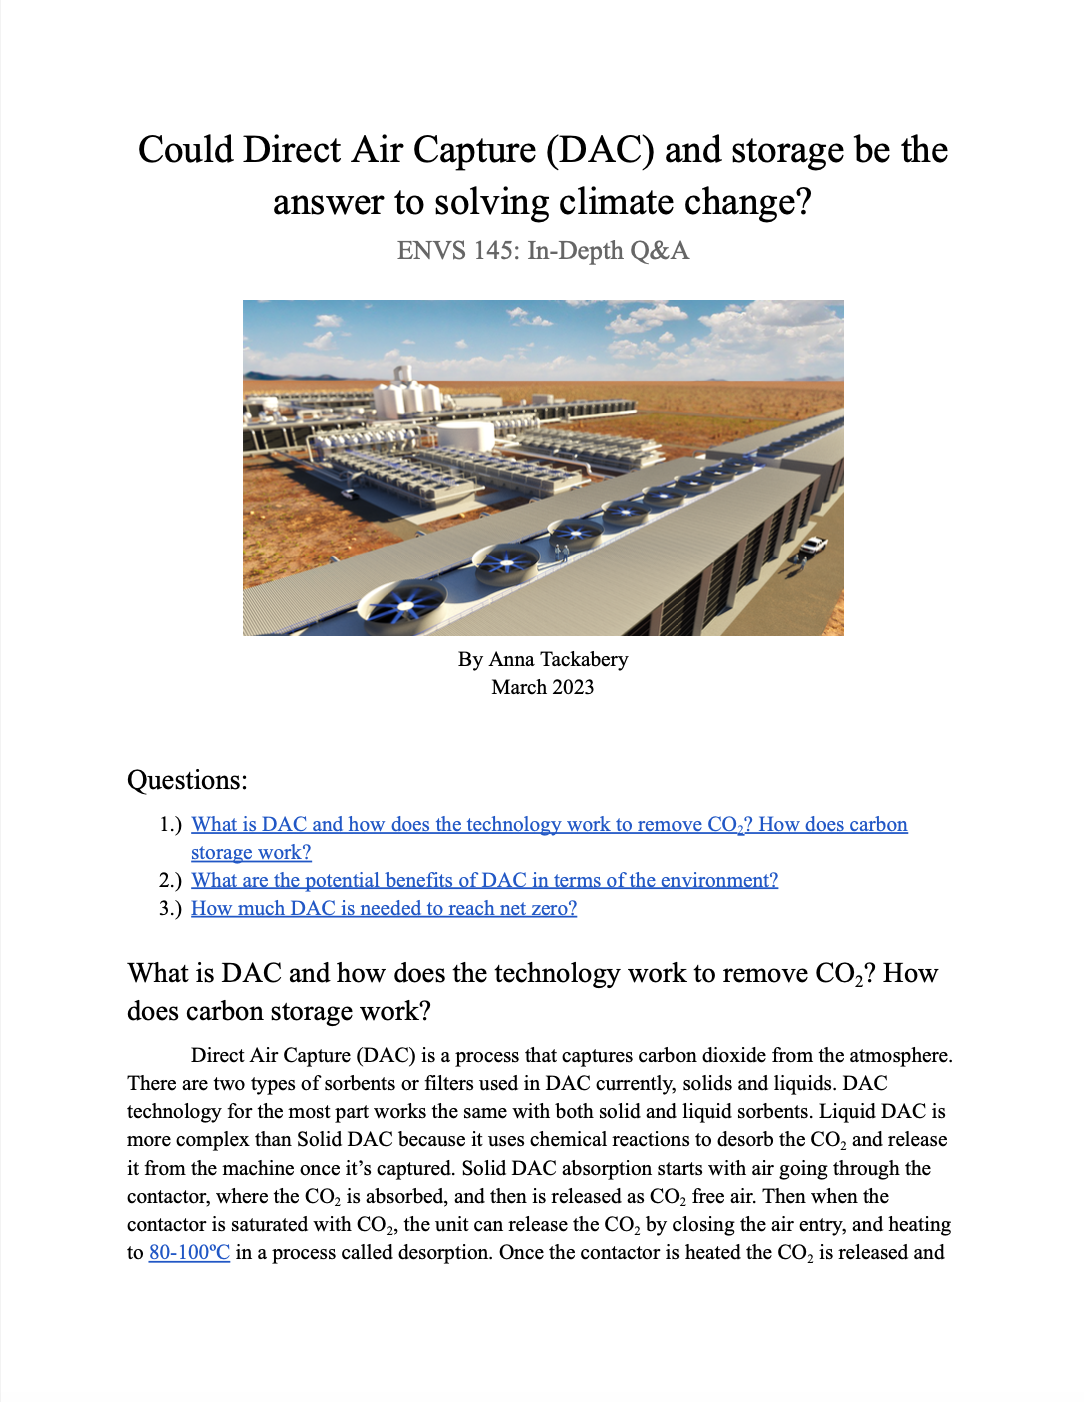 Could Direct Air Capture (DAC) and storage be the
answer to solving climate change?
ENVS 145: In-Depth Q&A
By Anna Tackabery
March 2023
Questions:
1.) What is DAC and how does the technology work to remove CO₂? How does carbon
storage work?
2.) What are the potential benefits of DAC in terms of the environment?
3.) How much DAC is needed to reach net zero?
What is DAC and how does the technology work to remove CO₂? How
does carbon storage work?
Direct Air Capture (DAC) is a process that captures carbon dioxide from the atmosphere.
There are two types of sorbents or filters used in DAC currently, solids and liquids. DAC
technology for the most part works the same with both solid and liquid sorbents. Liquid DAC is
more complex than Solid DAC because it uses chemical reactions to desorb the CO₂ and release
it from the machine once it’s captured. Solid DAC absorption starts with air going through the
contactor, where the CO₂ is absorbed, and then is released as CO₂ free air. Then when the
contactor is saturated with CO₂, the unit can release the CO₂ by closing the air entry, and heating
to 80-100ºC in a process called desorption. Once the contactor is heated the CO₂ is released and